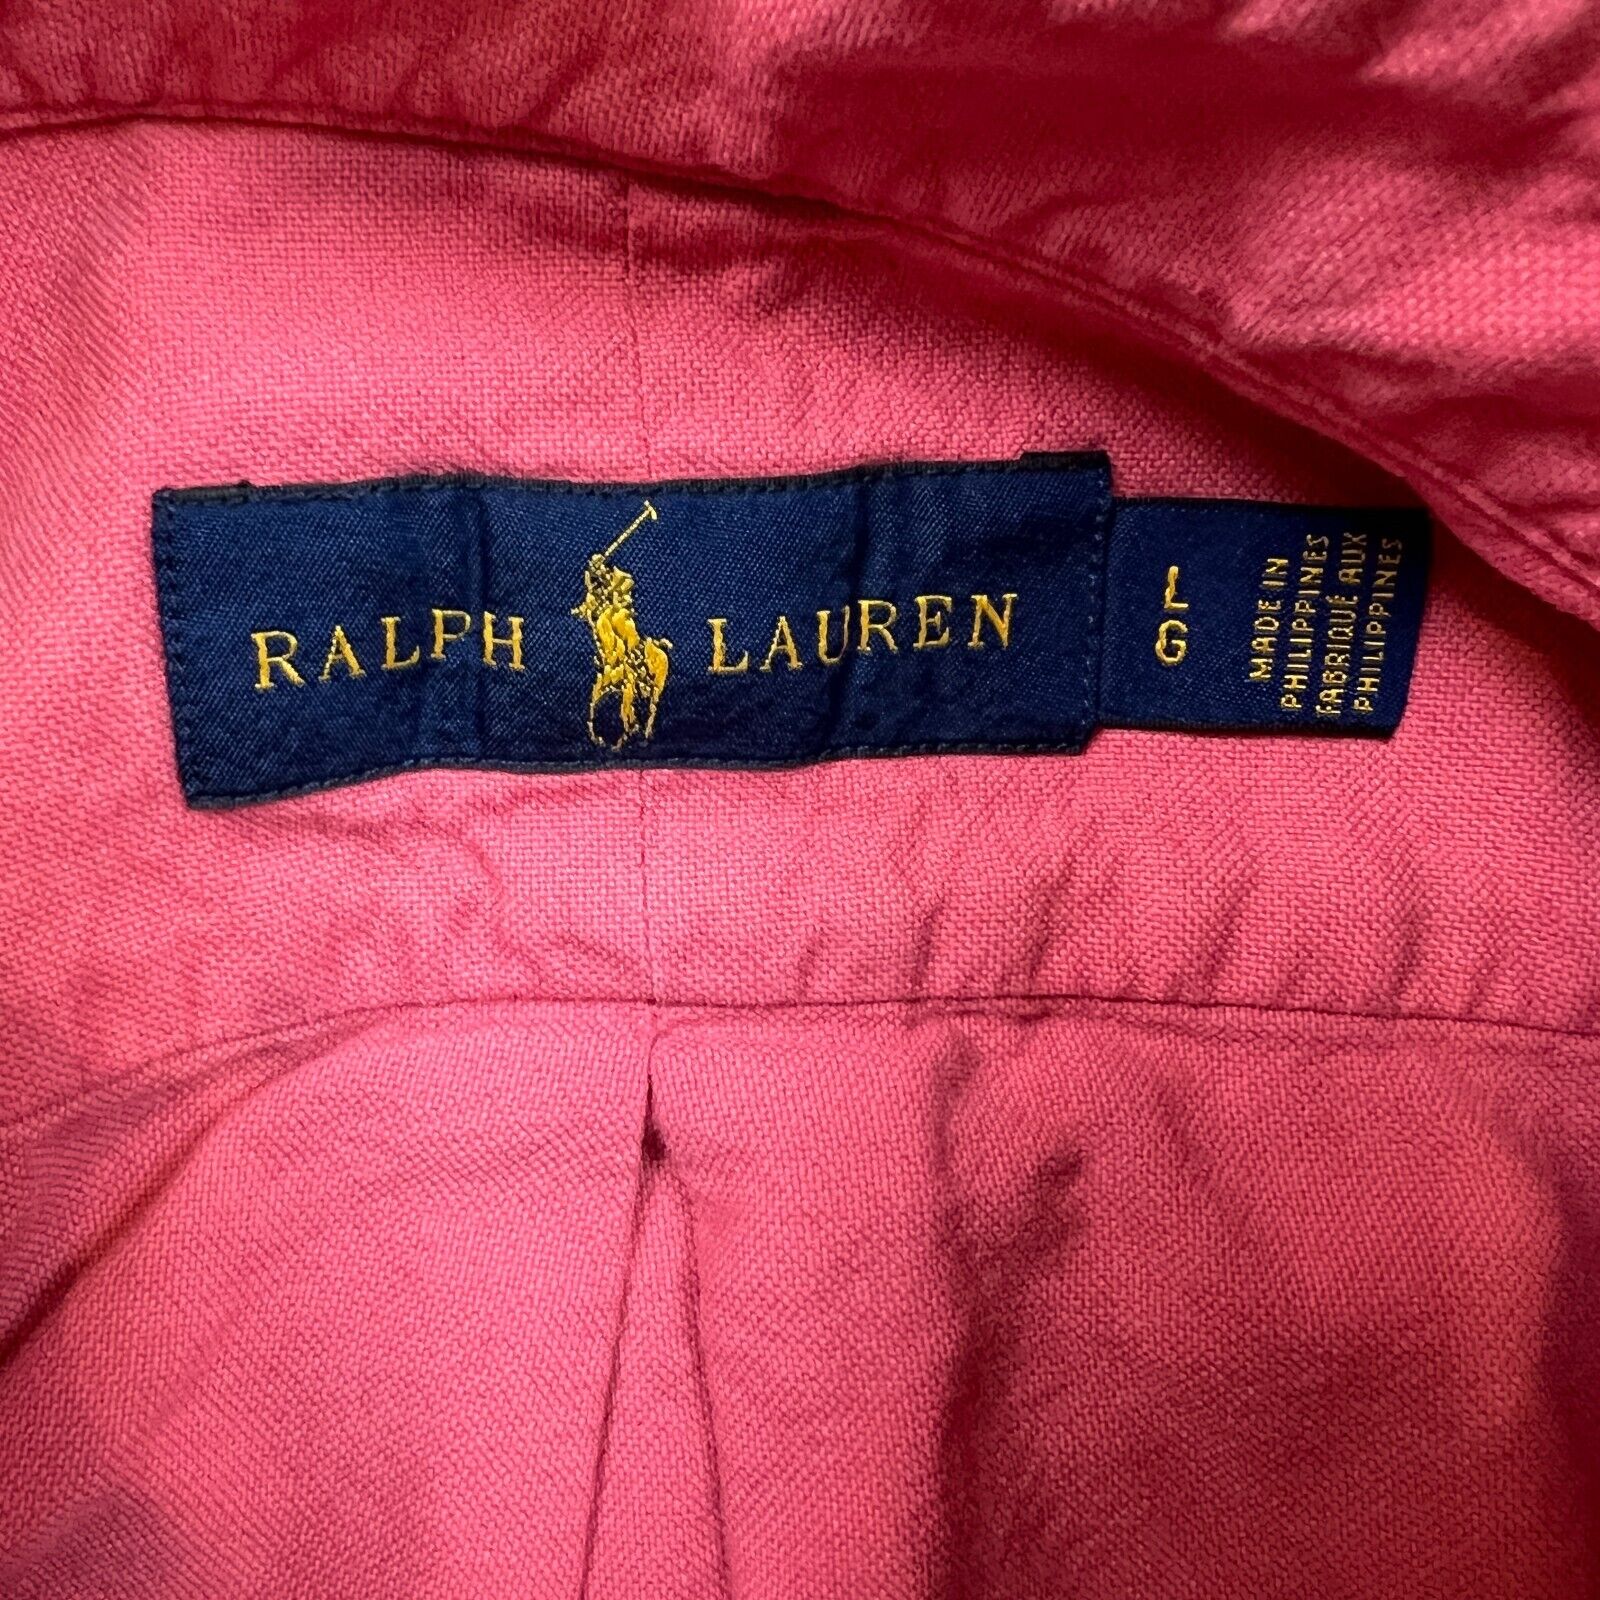 RALPH LAUREN
L
G
MADE IN
PHILIPPINES
FABRIQUÉ AUX
PHILIPPINES